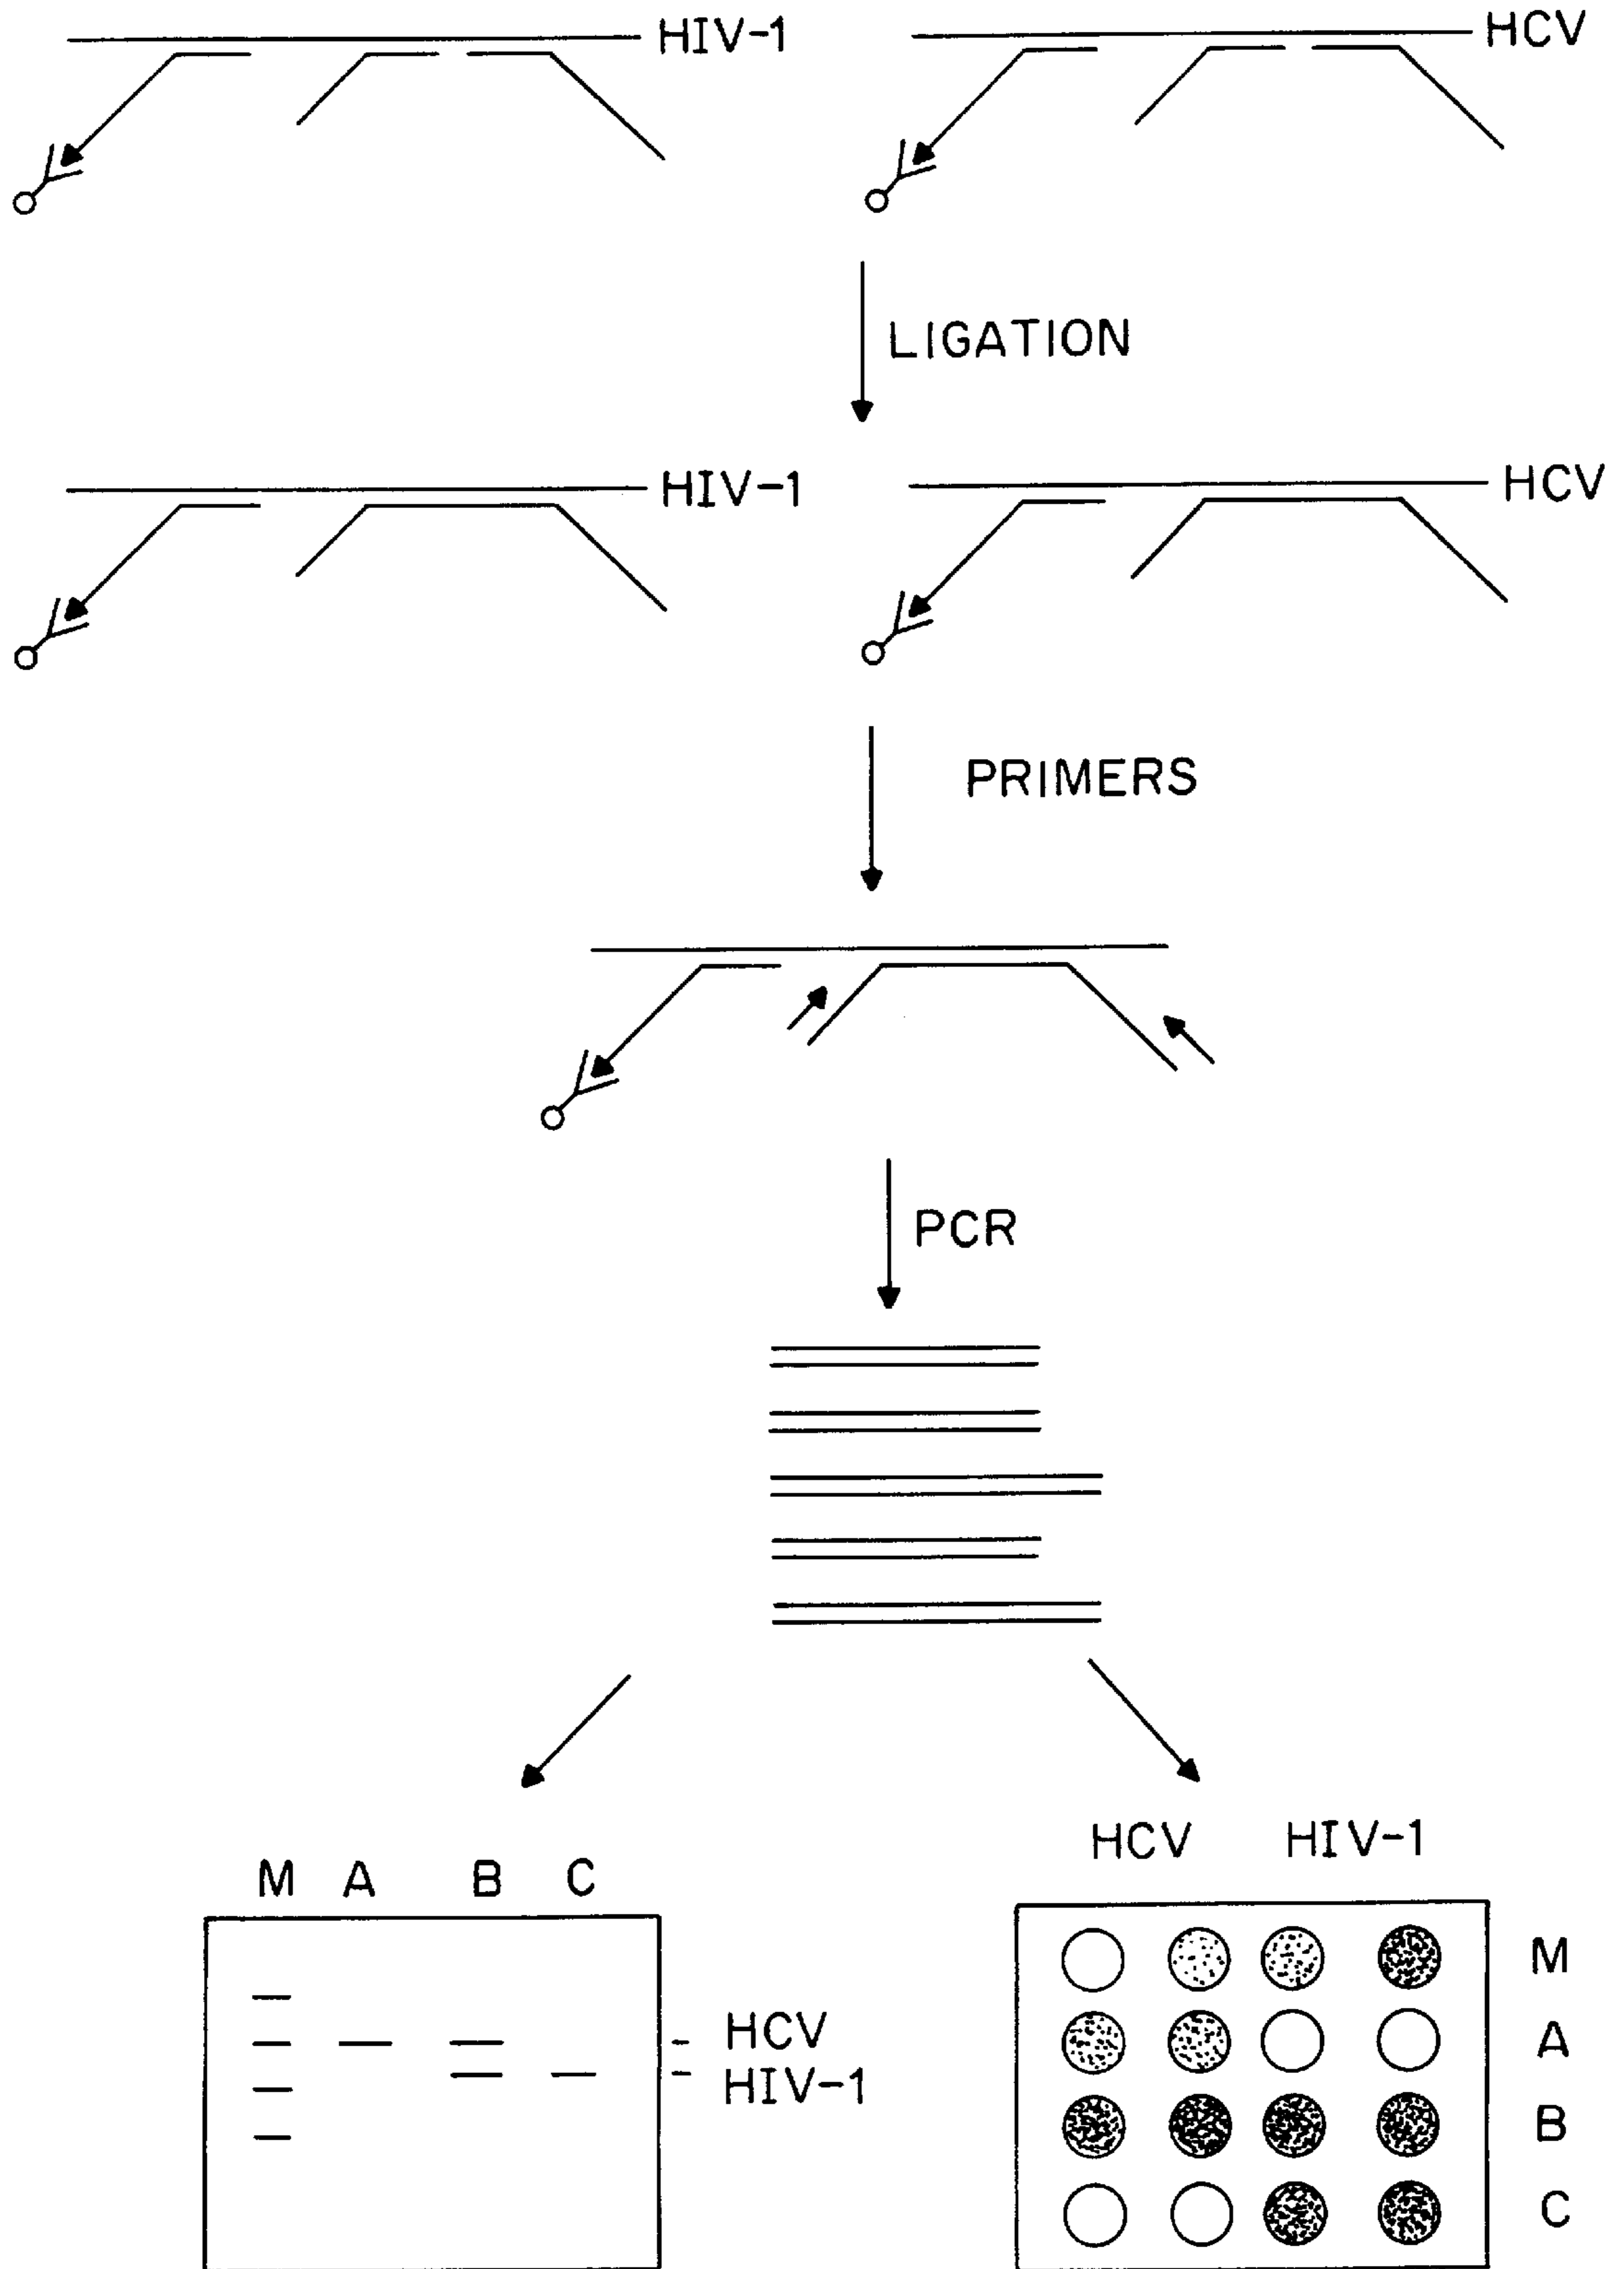 HIV-1
HCV
LIGATION
HIV-1
HCV
PRIMERS
PCR
M A B C
HCV
HIV-1
HCV HIV-1
M
A
B
C